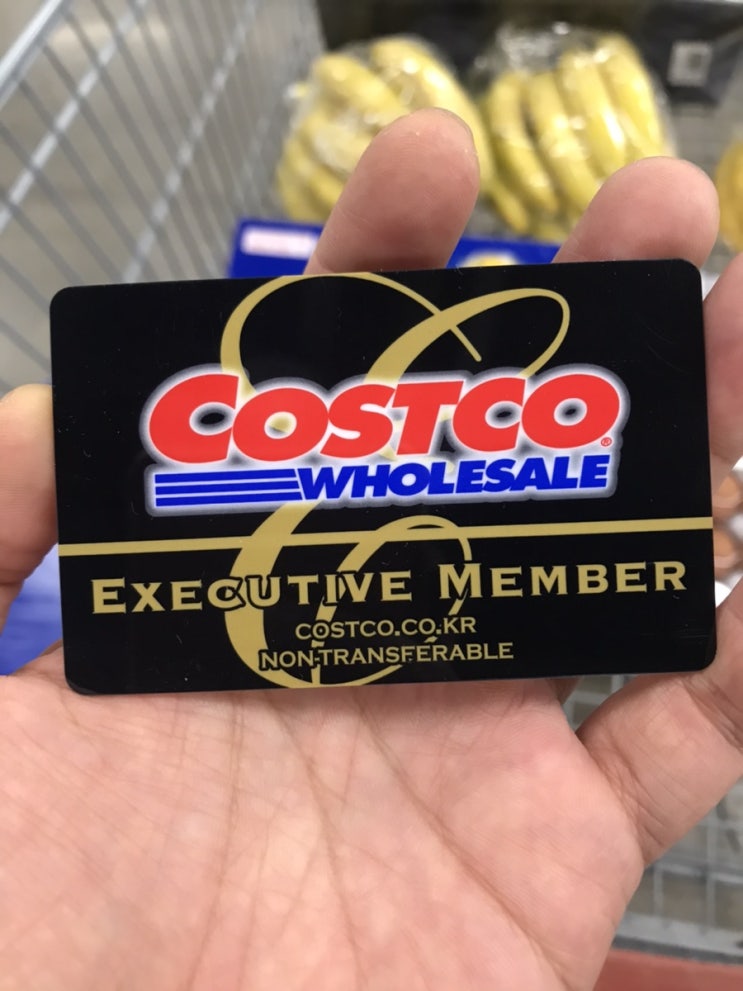 COSTCO®
WHOLESALE
EXECUTIVE MEMBER
COSTCO.CO.KR
NON-TRANSFERABLE